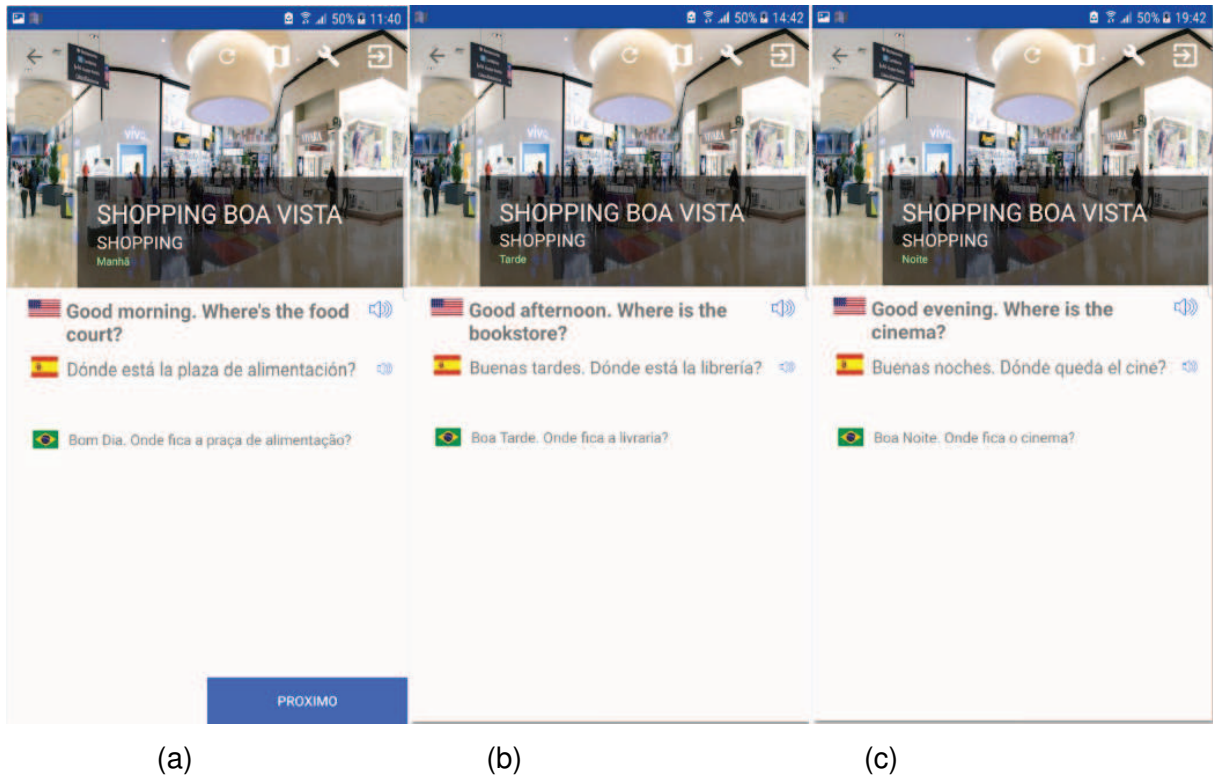 50% 11:40
SHOPPING BOA VISTA
SHOPPING
Manhã
Good morning. Where's the food
court?
Dónde está la plaza de alimentación?
Bom Dia. Onde fica a praça de alimentação?
PROXIMO
(a)
50% 14:42
SHOPPING BOA VISTA
SHOPPING
Tarde
Good afternoon. Where is the
bookstore?
Buenas tardes. Dónde está la librería?
Boa Tarde. Onde fica a livraria?
(b)
50% 19:42
SHOPPING BOA VISTA
SHOPPING
Noite
Good evening. Where is the
cinema?
Buenas noches. Dónde queda el cine?
Boa Noite. Onde fica o cinema?
(c)